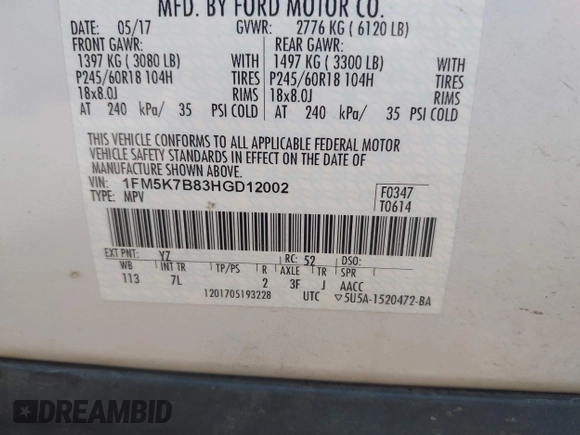 MFD. BY FORD MOTOR CO.
DATE: 05/17 GVWR: 2776 KG ( 6120 LB)
FRONT GAWR: REAR GAWR:
1397 KG ( 3080 LB) WITH 1497 KG ( 3300 LB) WITH
P245/60R18 104H TIRES P245/60R18 104H TIRES
18x8.0J RIMS 18x8.0J RIMS
AT 240 kPa/ 35 PSI COLD AT 240 kPa/ 35 PSI COLD
THIS VEHICLE CONFORMS TO ALL APPLICABLE FEDERAL MOTOR
VEHICLE SAFETY STANDARDS IN EFFECT ON THE DATE OF
MANUFACTURE SHOWN ABOVE.
VIN: 1FM5K7B83HGD12002
TYPE: MPV
F0347
T0614
EXT PNT: YZ RC: 52 DSO:
WB INT TR TP/PS R AXLE TR SPR
113 7L 2 3F J AACC
1201705193228 UTC ▽5U5A-1520472-BA
DREAMBID